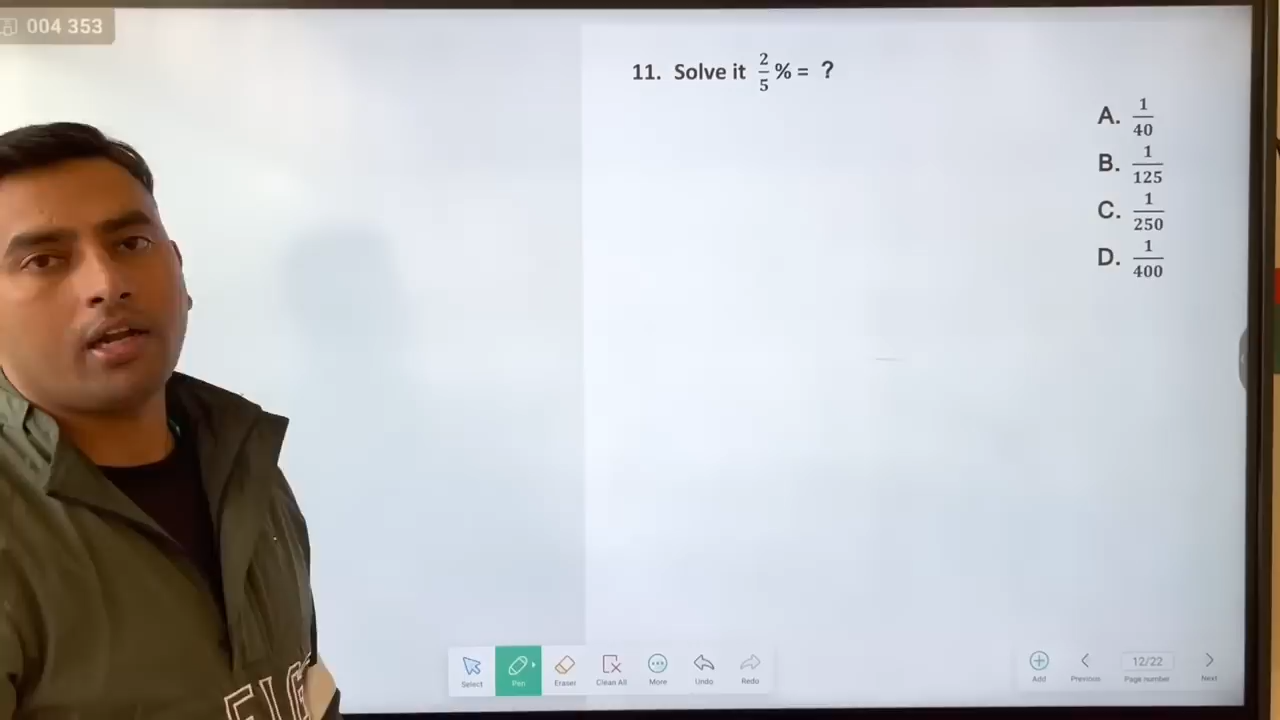 004 353
11. Solve it 2/5 % = ?
A. 1/40
B. 1/125
C. 1/250
D. 1/400
Select
Pen
Eraser
Clean All
More
Undo
Redo
Add
Previous
12/22
Page number
Next